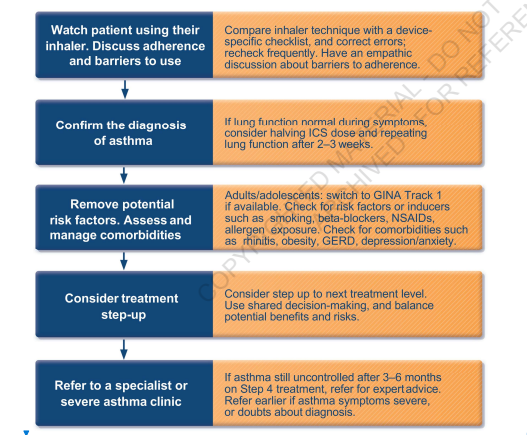 Watch patient using their
inhaler. Discuss adherence
and barriers to use
Compare inhaler technique with a device-
specific checklist, and correct errors;
recheck frequently. Have an empathic
discussion about barriers to adherence.
Confirm the diagnosis
of asthma
If lung function normal during symptoms,
consider halving ICS dose and repeating
lung function after 2–3 weeks.
Remove potential
risk factors. Assess and
manage comorbidities
Adults/adolescents: switch to GINA Track 1
if available. Check for risk factors or inducers
such as smoking, beta-blockers, NSAIDs,
allergen exposure. Check for comorbidities such
as rhinitis, obesity, GERD, depression/anxiety.
Consider treatment
step-up
Consider step up to next treatment level.
Use shared decision-making, and balance
potential benefits and risks.
Refer to a specialist or
severe asthma clinic
If asthma still uncontrolled after 3–6 months
on Step 4 treatment, refer for expert advice.
Refer earlier if asthma symptoms severe,
or doubts about diagnosis.
COPYRIGHTED MATERIAL - DO NOT
ARCHIVED FOR REFERE